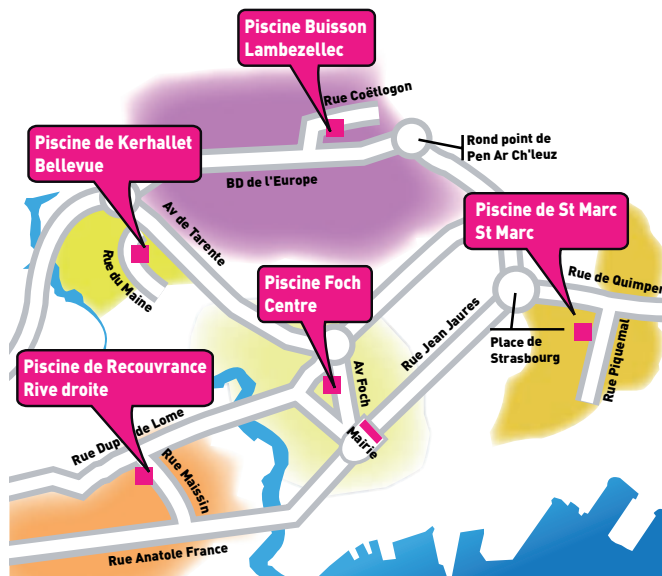 Piscine Buisson
Lambezellec
Rue Coëtlogon
Piscine de Kerhallet
Bellevue
BD de l'Europe
Rond point de
Pen Ar Ch'leuz
Piscine de St Marc
St Marc
Av de Tarente
Rue du Maine
Piscine Foch
Centre
Rue de Quimper
Rue Jean Jaures
Place de
Strasbourg
Rue Piquemal
Piscine de Recouvrance
Rive droite
Av Foch
Mairie
Rue Dup de Lome
Rue Maissin
Rue Anatole France